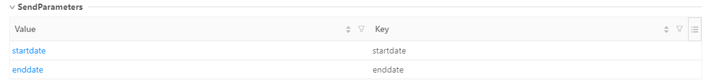 SendParameters
Value Key
startdate startdate
enddate enddate